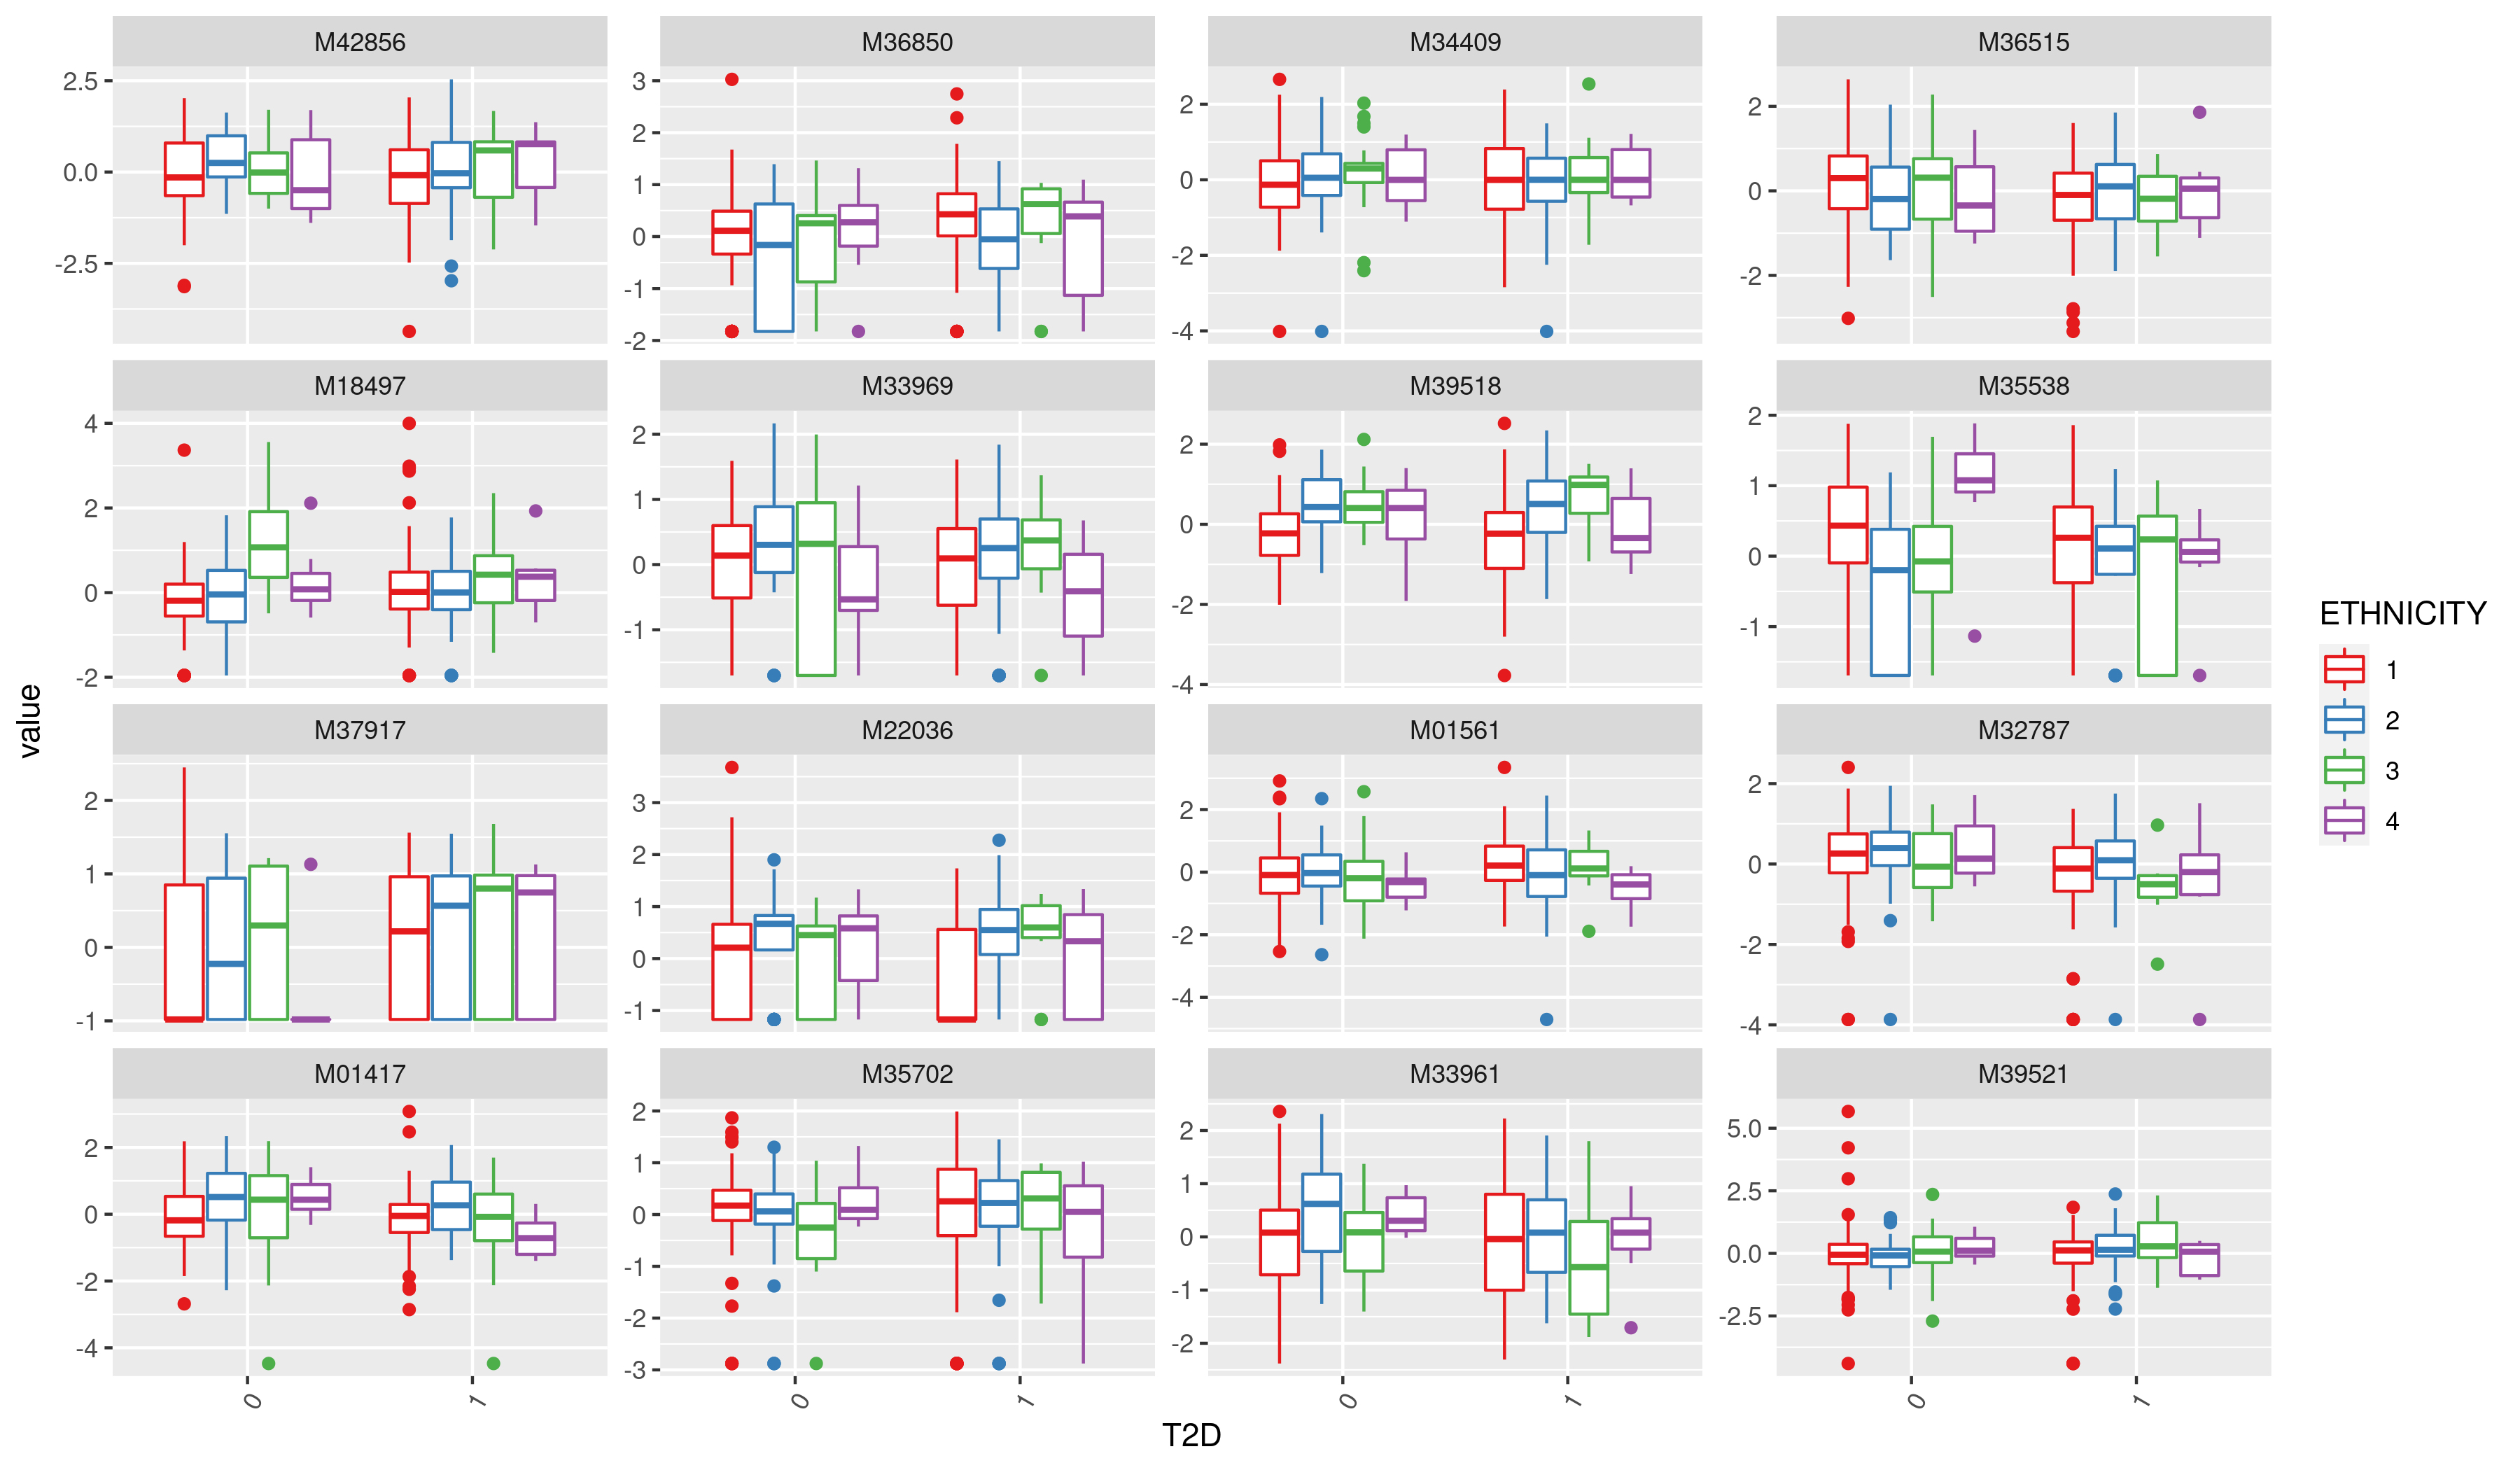 M42856 M36850 M34409 M36515
2.5 3 2 2
0.0 2 0 0
-2.5 1 -2 -2
0 -4
-1
-2
M18497 M33969 M39518 M35538
4 2 2 2
2 1 0 1
0 0 -2 0
-2 -1 -4 -1
M37917 M22036 M01561 M32787
2 3 2 2
1 2 0 0
0 1 -2 -2
-1 0 -4 -4
-1
M01417 M35702 M33961 M39521
2 2 2 5.0
0 1 1 2.5
-2 0 0 0.0
-4 -1 -1 -2.5
-2 -2
-3
0 1 0 1 0 1 0 1
T2D
value
ETHNICITY
1
2
3
4